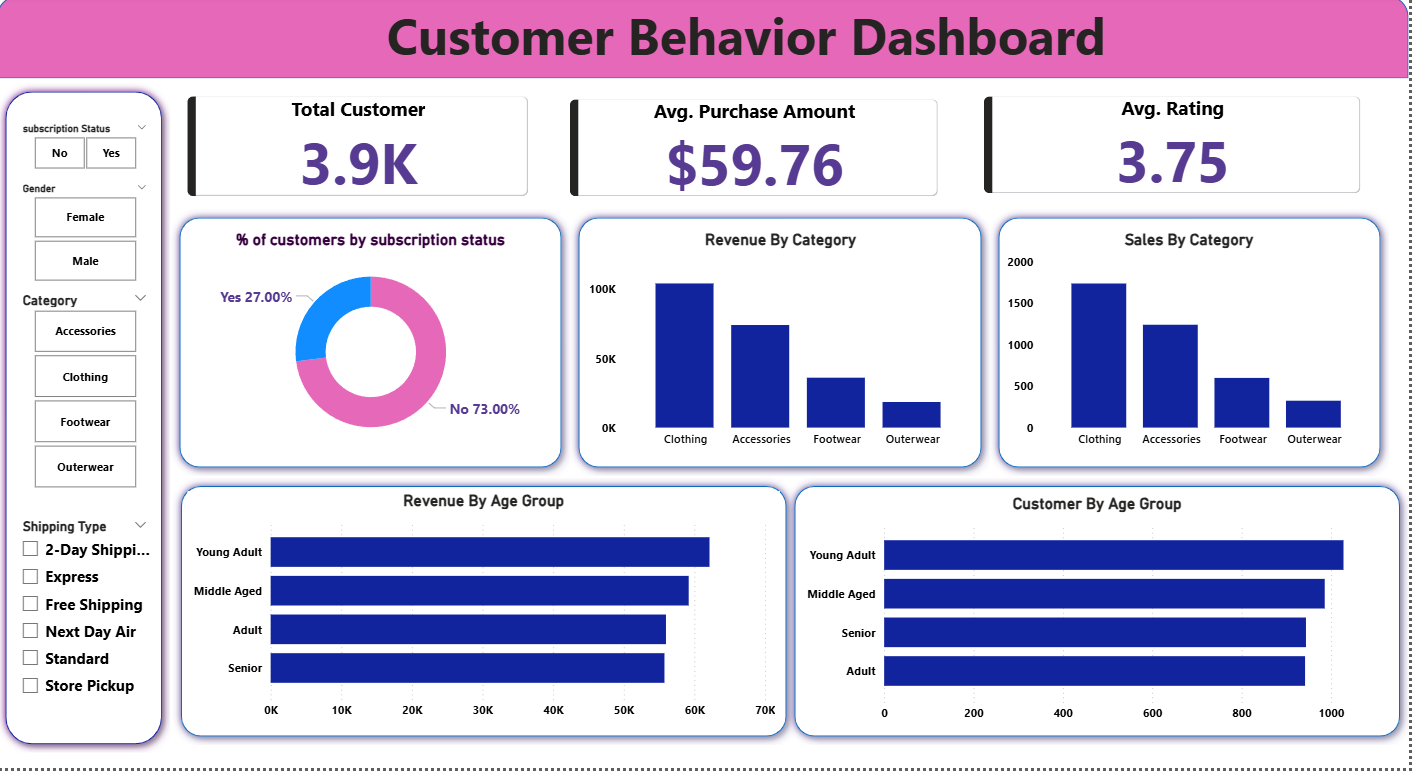 Customer Behavior Dashboard
subscription Status
No Yes
Gender
Female
Male
Category
Accessories
Clothing
Footwear
Outerwear
Shipping Type
2-Day Shippi...
Express
Free Shipping
Next Day Air
Standard
Store Pickup
Total Customer
3.9K
Avg. Purchase Amount
$59.76
Avg. Rating
3.75
% of customers by subscription status
Yes 27.00%
No 73.00%
Revenue By Category
100K
50K
0K
Clothing Accessories Footwear Outerwear
Sales By Category
2000
1500
1000
500
0
Clothing Accessories Footwear Outerwear
Revenue By Age Group
Young Adult
Middle Aged
Adult
Senior
0K 10K 20K 30K 40K 50K 60K 70K
Customer By Age Group
Young Adult
Middle Aged
Senior
Adult
0 200 400 600 800 1000